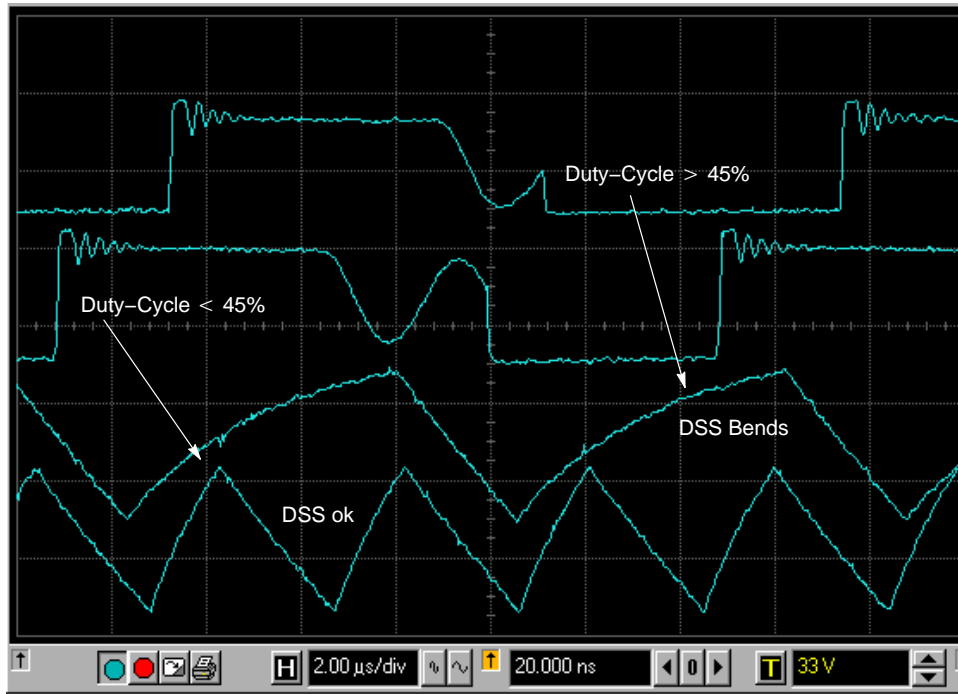 Duty−Cycle > 45%
Duty−Cycle < 45%
DSS Bends
DSS ok
H 2.00 µs/div 20.000 ns 0 T 33 V